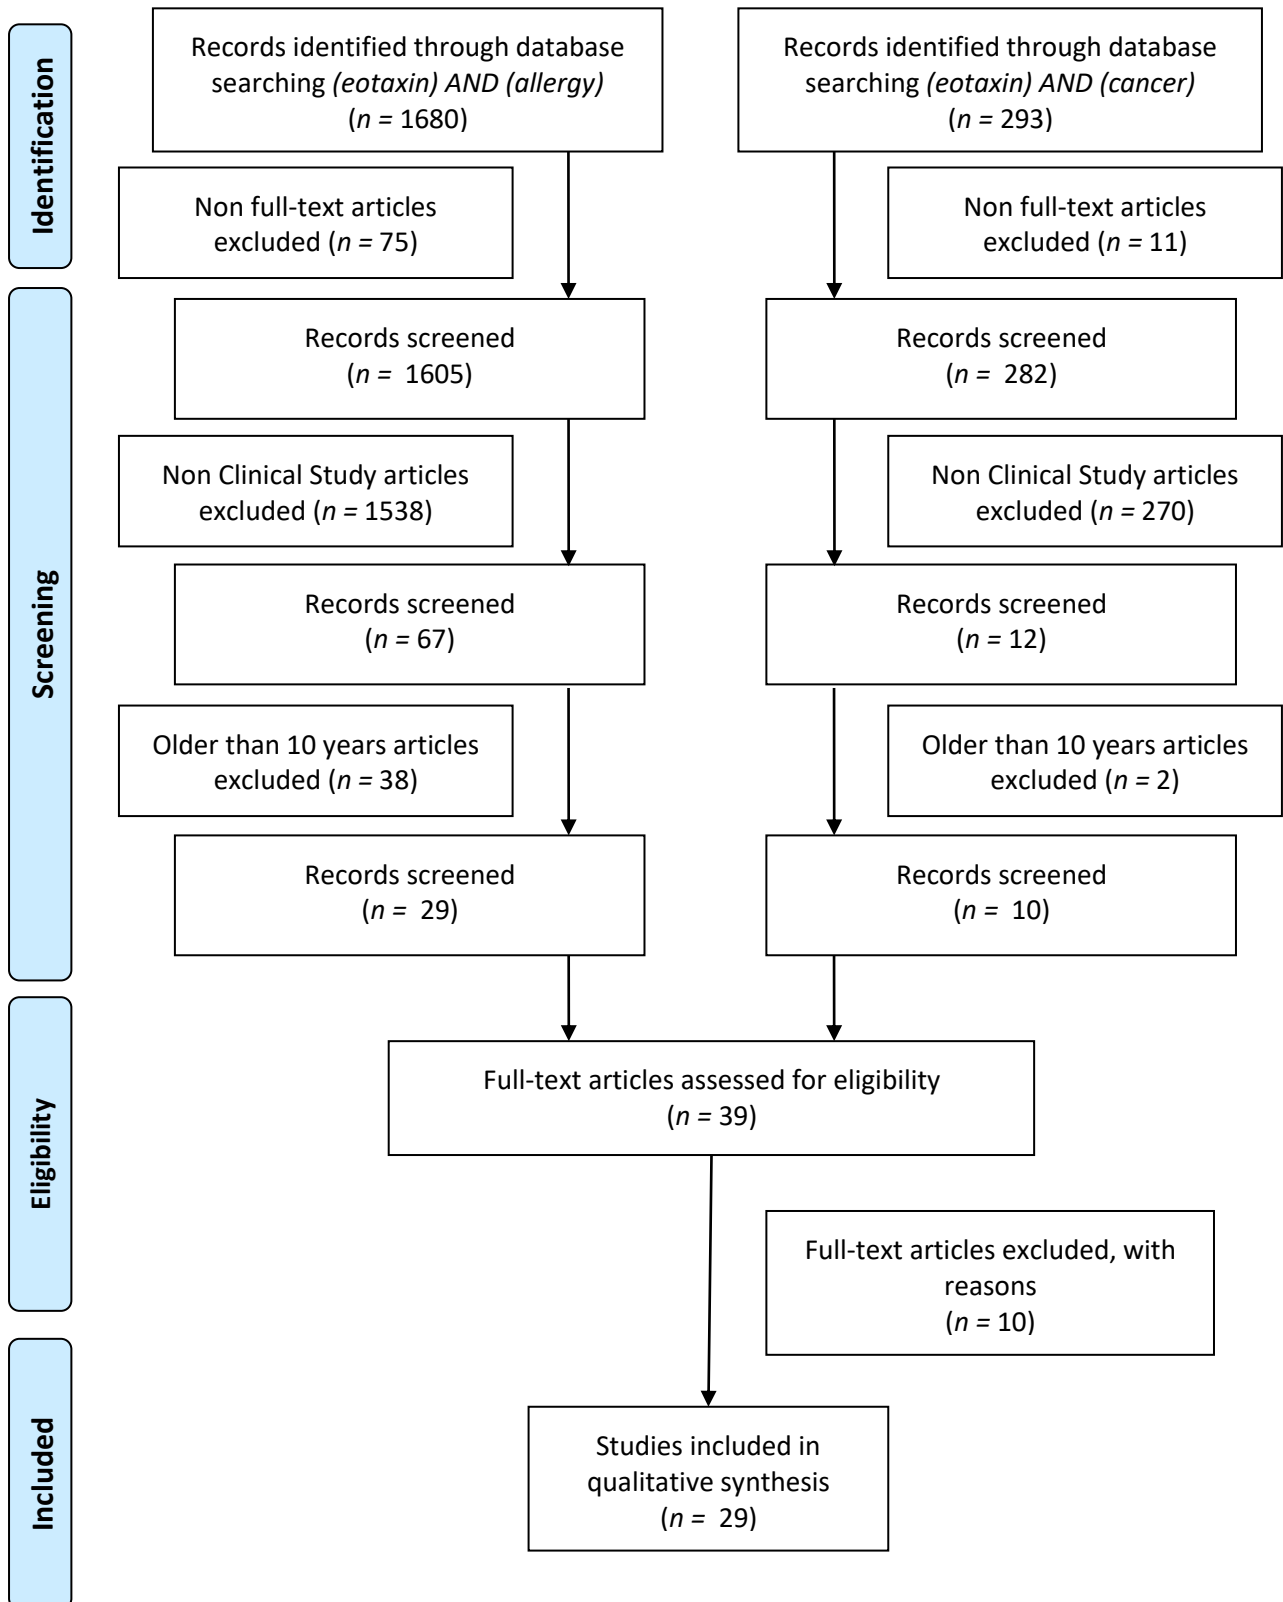 Identification
Records identified through database
searching (eotaxin) AND (allergy)
(n = 1680)
Records identified through database
searching (eotaxin) AND (cancer)
(n = 293)
Non full-text articles
excluded (n = 75)
Non full-text articles
excluded (n = 11)
Screening
Records screened
(n = 1605)
Records screened
(n = 282)
Non Clinical Study articles
excluded (n = 1538)
Non Clinical Study articles
excluded (n = 270)
Records screened
(n = 67)
Records screened
(n = 12)
Older than 10 years articles
excluded (n = 38)
Older than 10 years articles
excluded (n = 2)
Records screened
(n = 29)
Records screened
(n = 10)
Eligibility
Full-text articles assessed for eligibility
(n = 39)
Full-text articles excluded, with
reasons
(n = 10)
Included
Studies included in
qualitative synthesis
(n = 29)